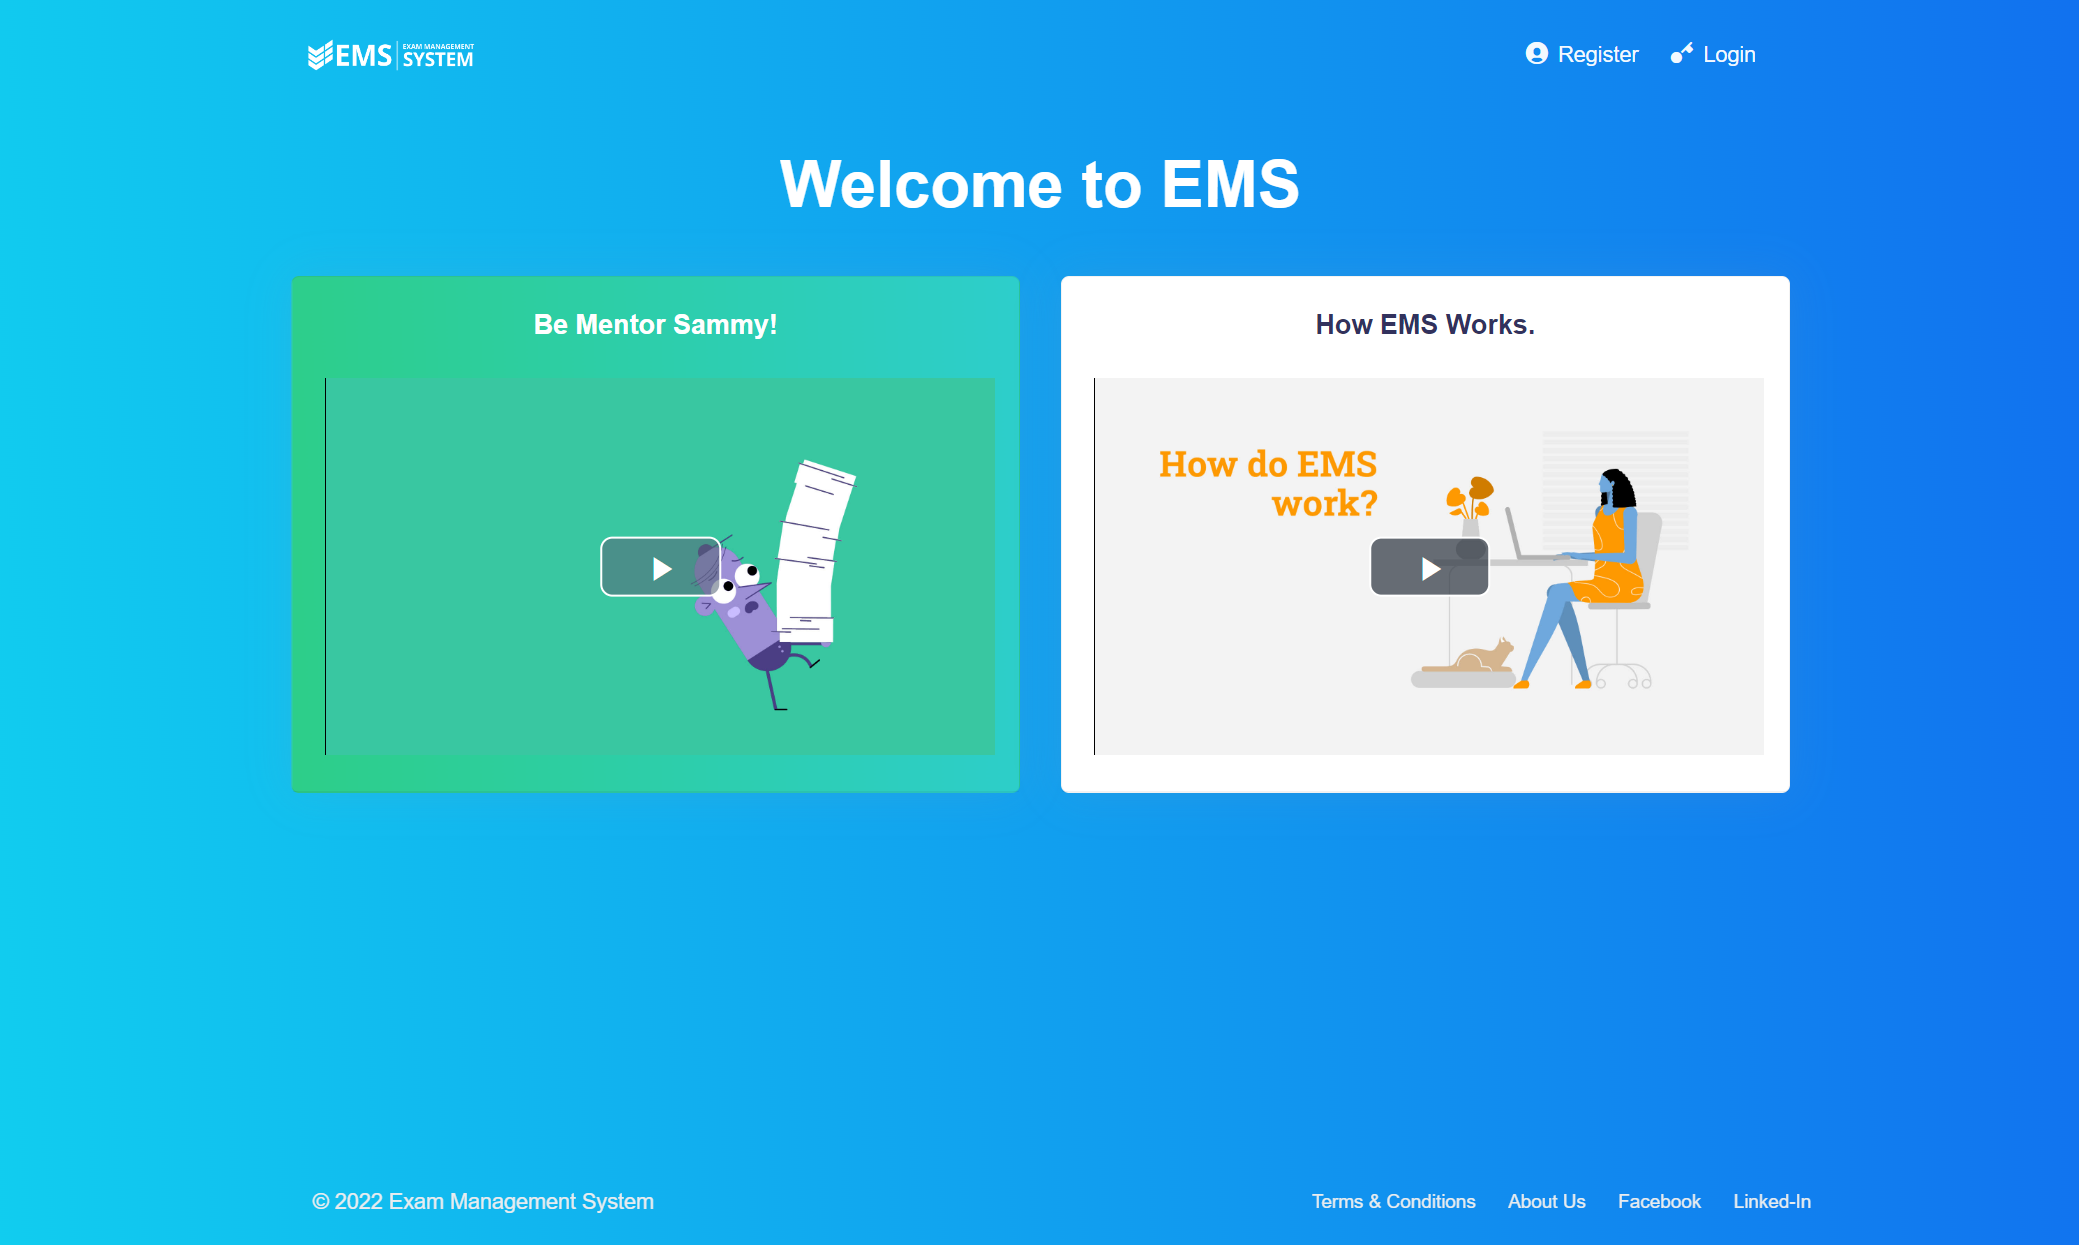 EMS EXAM MANAGEMENT SYSTEM
Register
Login
Welcome to EMS
Be Mentor Sammy!
How EMS Works.
How do EMS
work?
© 2022 Exam Management System
Terms & Conditions
About Us
Facebook
Linked-In